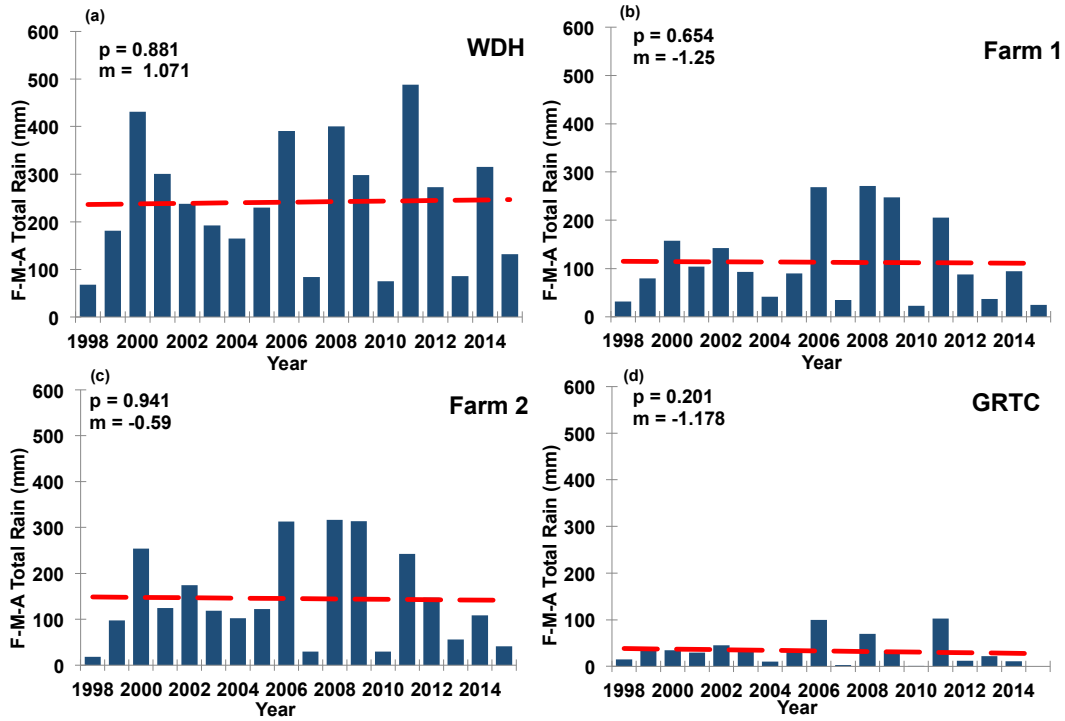 (a)
p = 0.881
m = 1.071
WDH
F-M-A Total Rain (mm)
600
500
400
300
200
100
0
1998 2000 2002 2004 2006 2008 2010 2012 2014
Year
(b)
p = 0.654
m = -1.25
Farm 1
F-M-A Total Rain (mm)
600
500
400
300
200
100
0
1998 2000 2002 2004 2006 2008 2010 2012 2014
Year
(c)
p = 0.941
m = -0.59
Farm 2
F-M-A Total Rain (mm)
600
500
400
300
200
100
0
1998 2000 2002 2004 2006 2008 2010 2012 2014
Year
(d)
p = 0.201
m = -1.178
GRTC
F-M-A Total Rain (mm)
600
500
400
300
200
100
0
1998 2000 2002 2004 2006 2008 2010 2012 2014
Year